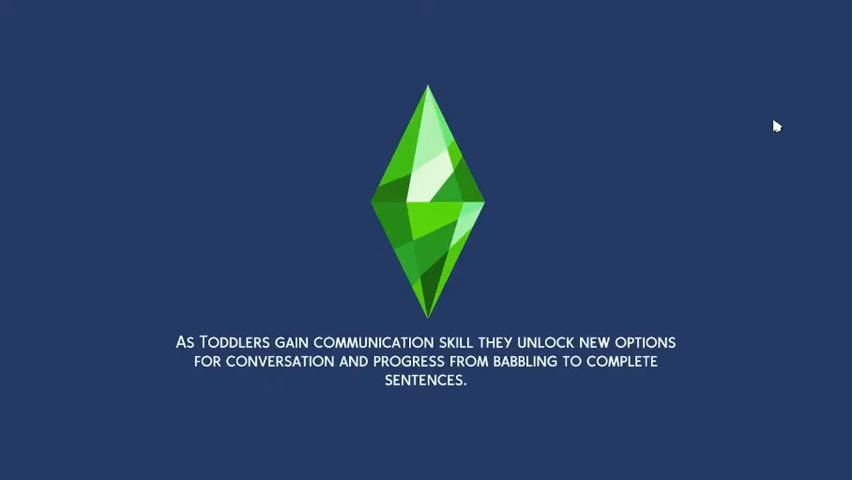 As Toddlers gain communication skill they unlock new options
for conversation and progress from babbling to complete
sentences.